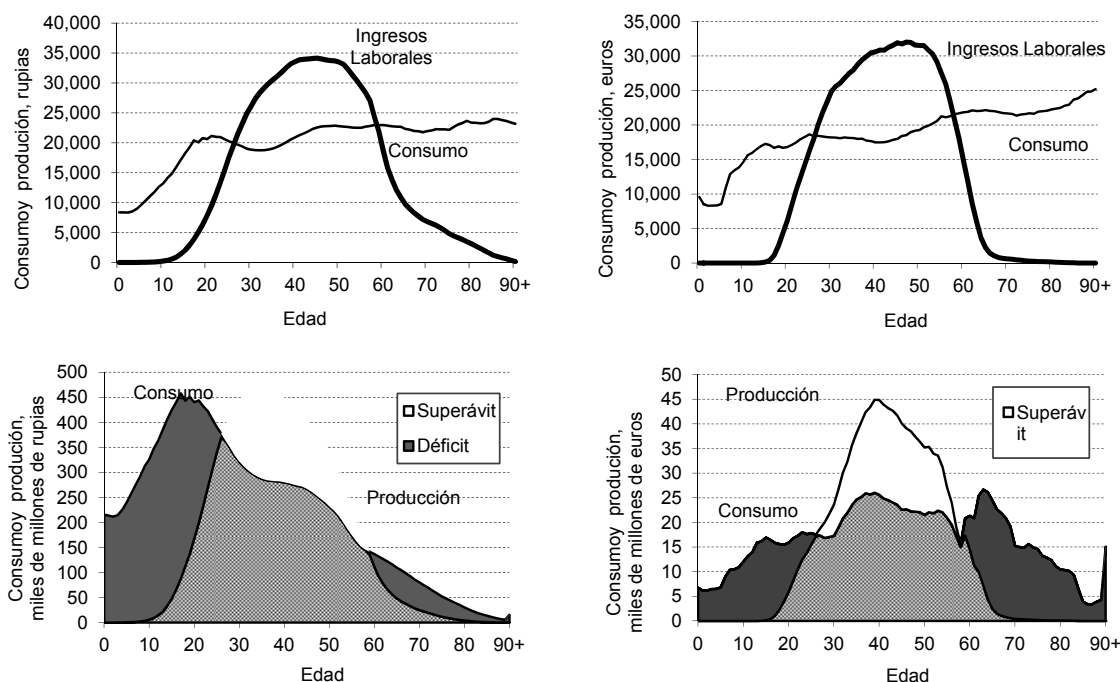 Consumoy produción, rupias
40,000
35,000
30,000
25,000
20,000
15,000
10,000
5,000
0
Ingresos
Laborales
Consumo
0 10 20 30 40 50 60 70 80 90+
Edad
Consumoy produción, euros
35,000
30,000
25,000
20,000
15,000
10,000
5,000
0
Ingresos Laborales
Consumo
0 10 20 30 40 50 60 70 80 90+
Edad
Consumoy produción,
miles de millones de rupias
500
450
400
350
300
250
200
150
100
50
0
Consumo
Superávit
Déficit
Producción
0 10 20 30 40 50 60 70 80 90+
Edad
Consumoy produción,
miles de millones de euros
50
45
40
35
30
25
20
15
10
5
0
Producción
Superáv
it
Consumo
0 10 20 30 40 50 60 70 80 90+
Edad